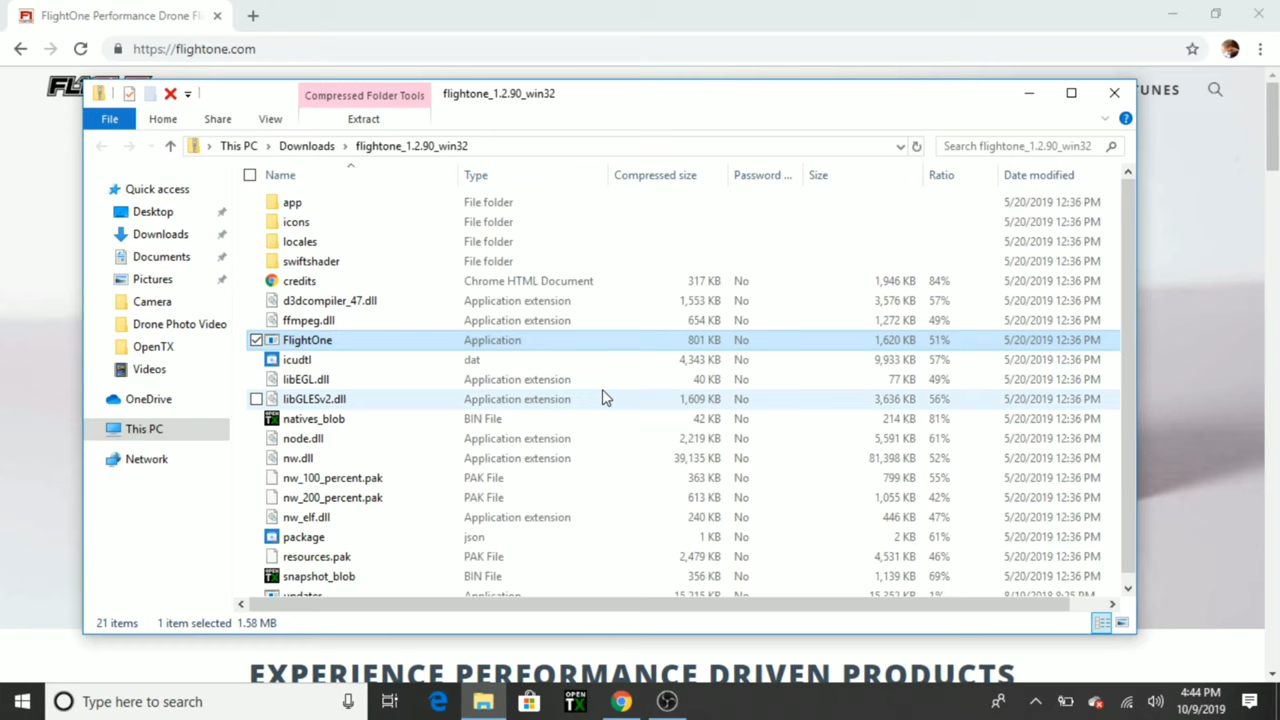 FlightOne Performance Drone Fl
https://flightone.com
Compressed Folder Tools
flightone_1.2.90_win32
File
Home
Share
View
Extract
TUNES
This PC > Downloads > flightone_1.2.90_win32
Search flightone_1.2.90_win32
Name Type Compressed size Password ... Size Ratio Date modified
Quick access
Desktop
Downloads
Documents
Pictures
Camera
Drone Photo Video
OpenTX
Videos
OneDrive
This PC
Network
app File folder 5/20/2019 12:36 PM
icons File folder 5/20/2019 12:36 PM
locales File folder 5/20/2019 12:36 PM
swiftshader File folder 5/20/2019 12:36 PM
credits Chrome HTML Document 317 KB No 1,946 KB 84% 5/20/2019 12:36 PM
d3dcompiler_47.dll Application extension 1,553 KB No 3,576 KB 57% 5/20/2019 12:36 PM
ffmpeg.dll Application extension 654 KB No 1,272 KB 49% 5/20/2019 12:36 PM
FlightOne Application 801 KB No 1,620 KB 51% 5/20/2019 12:36 PM
icudtl dat 4,343 KB No 9,933 KB 57% 5/20/2019 12:36 PM
libEGL.dll Application extension 40 KB No 77 KB 49% 5/20/2019 12:36 PM
libGLESv2.dll Application extension 1,609 KB No 3,636 KB 56% 5/20/2019 12:36 PM
natives_blob BIN File 42 KB No 214 KB 81% 5/20/2019 12:36 PM
node.dll Application extension 2,219 KB No 5,591 KB 61% 5/20/2019 12:36 PM
nw.dll Application extension 39,135 KB No 81,398 KB 52% 5/20/2019 12:36 PM
nw_100_percent.pak PAK File 363 KB No 799 KB 55% 5/20/2019 12:36 PM
nw_200_percent.pak PAK File 613 KB No 1,055 KB 42% 5/20/2019 12:36 PM
nw_elf.dll Application extension 240 KB No 446 KB 47% 5/20/2019 12:36 PM
package json 1 KB No 2 KB 61% 5/20/2019 12:36 PM
resources.pak PAK File 2,479 KB No 4,531 KB 46% 5/20/2019 12:36 PM
snapshot_blob BIN File 356 KB No 1,139 KB 69% 5/20/2019 12:36 PM
updater Application 15,215 KB No 15,352 KB 1% 8/10/2018 8:25 PM
21 items 1 item selected 1.58 MB
EXPERIENCE PERFORMANCE DRIVEN PRODUCTS
Type here to search
OPEN TX
4:44 PM
10/9/2019